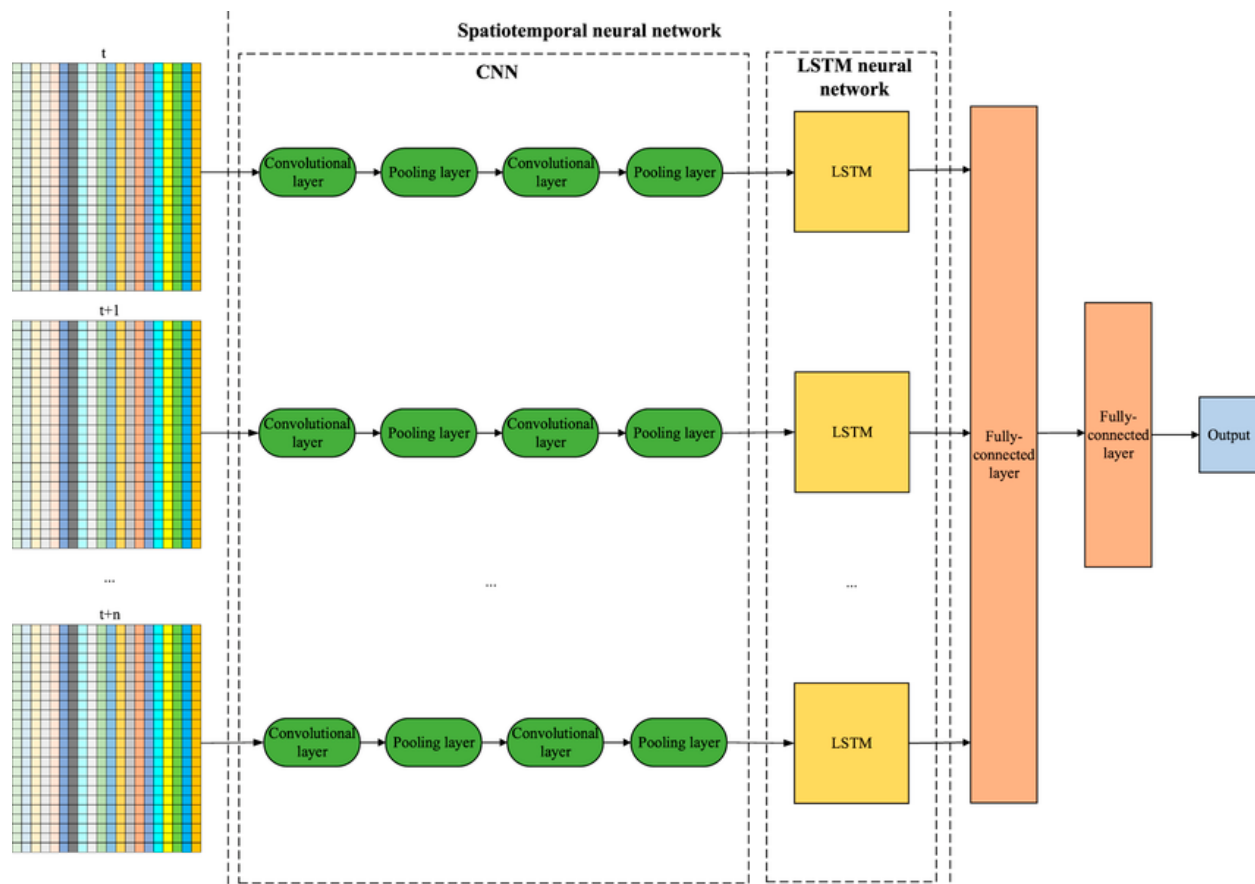 Spatiotemporal neural network
t
CNN
LSTM neural
network
Convolutional
layer
Pooling layer
Convolutional
layer
Pooling layer
LSTM
t+1
Convolutional
layer
Pooling layer
Convolutional
layer
Pooling layer
LSTM
Fully-
connected
layer
Fully-
connected
layer
Output
...
...
...
t+n
Convolutional
layer
Pooling layer
Convolutional
layer
Pooling layer
LSTM